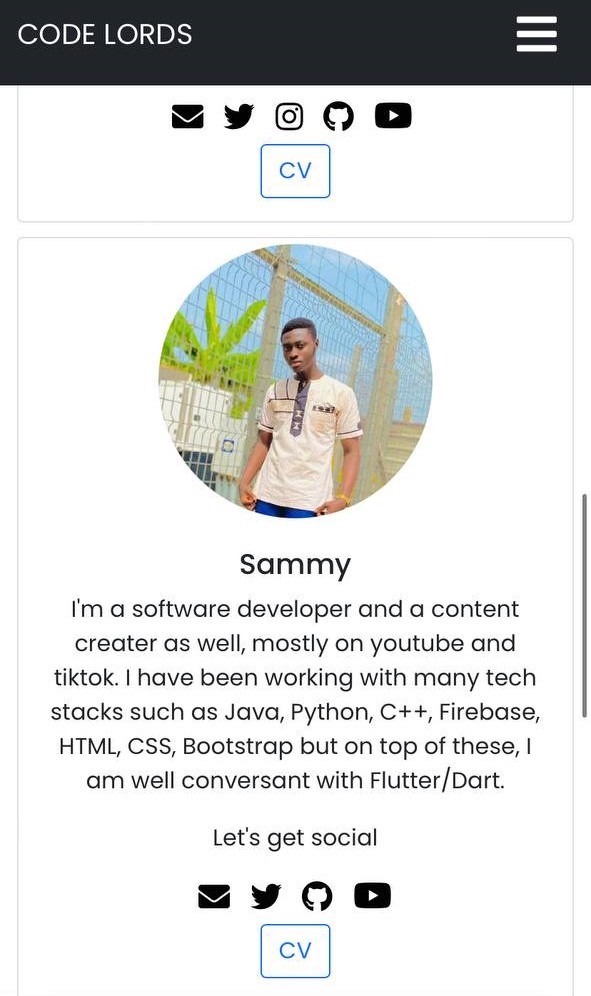 CODE LORDS
CV
Sammy
I'm a software developer and a content
creater as well, mostly on youtube and
tiktok. I have been working with many tech
stacks such as Java, Python, C++, Firebase,
HTML, CSS, Bootstrap but on top of these, I
am well conversant with Flutter/Dart.
Let's get social
CV